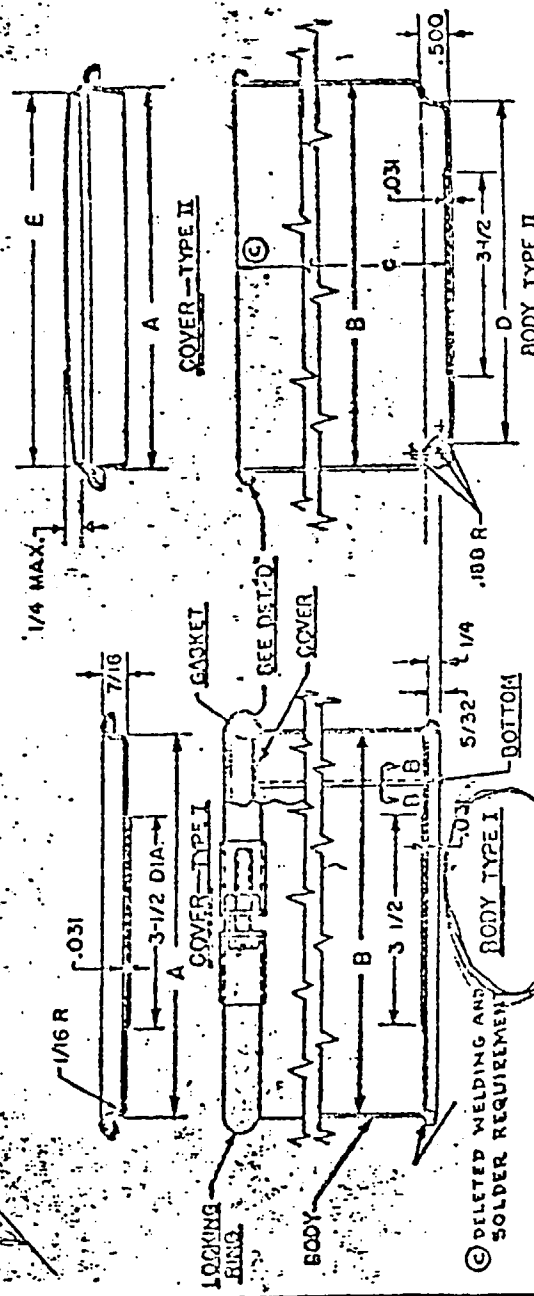 1/16 R
.031
3-1/2 DIA.
A
7/16
COVER—TYPE I
1/4 MAX.
E
A
COVER—TYPE II
LOCKING
RING
GASKET
SEE DET. D
COVER
BODY
B
3 1/2
.031
B
5/32
1/4
BOTTOM
BODY TYPE I
Ⓒ DELETED WELDING AND
SOLDER REQUIREMENT
Ⓒ
B
C
.031
3-1/2
D
.500
.188 R
BODY TYPE II